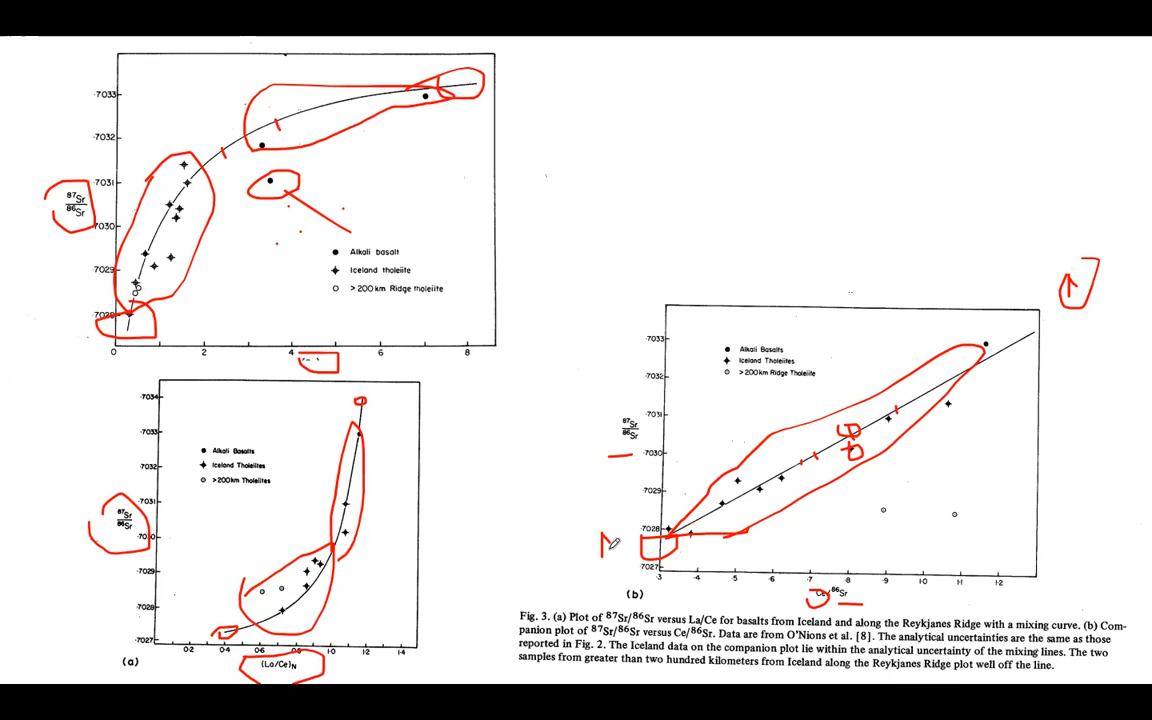 ·7033
·7032
·7031
·7030
·7029
·7028
87Sr
86Sr
Alkali basalt
Iceland tholeiite
> 200 km Ridge tholeiite
0 2 4 6 8
·7034
·7033
·7032
·7031
·7030
·7029
·7028
·7027
87Sr
86Sr
Alkali Basalts
Iceland Tholeiites
> 200km Tholeiites
0·2 0·4 0·6 0·8 1·0 1·2 1·4
(a)
(La/Ce)N
·7033
·7032
·7031
·7030
·7029
·7028
·7027
87Sr
86Sr
Alkali Basalts
Iceland Tholeiites
> 200km Ridge Tholeiite
·3 ·4 ·5 ·6 ·7 ·8 ·9 1·0 1·1 1·2
(b)
Ce/86Sr
Fig. 3. (a) Plot of 87Sr/86Sr versus La/Ce for basalts from Iceland and along the Reykjanes Ridge with a mixing curve. (b) Com-
panion plot of 87Sr/86Sr versus Ce/86Sr. Data are from O'Nions et al. [8]. The analytical uncertainties are the same as those
reported in Fig. 2. The Iceland data on the companion plot lie within the analytical uncertainty of the mixing lines. The two
samples from greater than two hundred kilometers from Iceland along the Reykjanes Ridge plot well off the line.